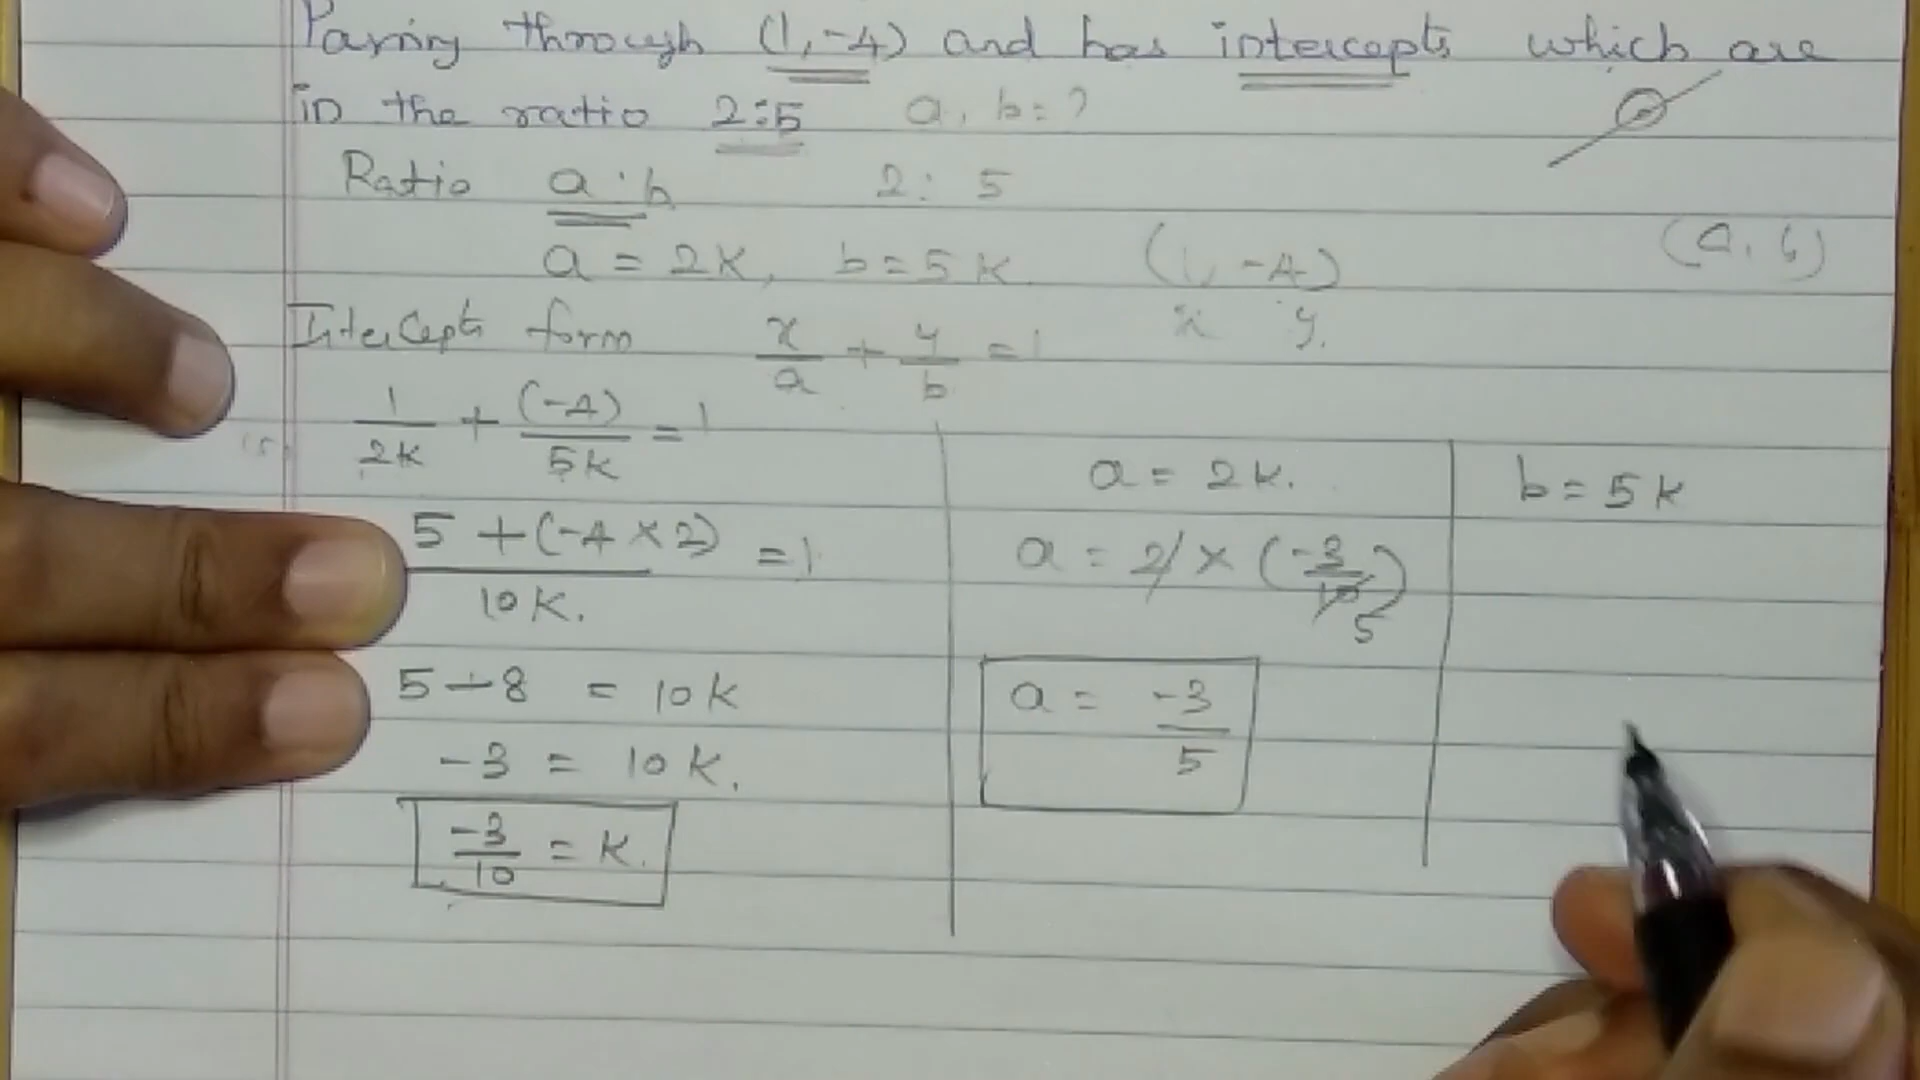 Passing through (1,-4) and has intercepts which are
in the ratio 2:5 a, b = ?
Ratio a:b 2 : 5
a = 2K, b = 5K (1, -4) (a, b)
Intercepts form x/a + y/b = 1 x y.
1/2K + (-4)/5K = 1
5 + (-4 × 2)/10K. = 1
5 - 8 = 10K
-3 = 10K.
-3/10 = K.
a = 2K.
a = 2 × (-3/10) 5
a = -3/5
b = 5K